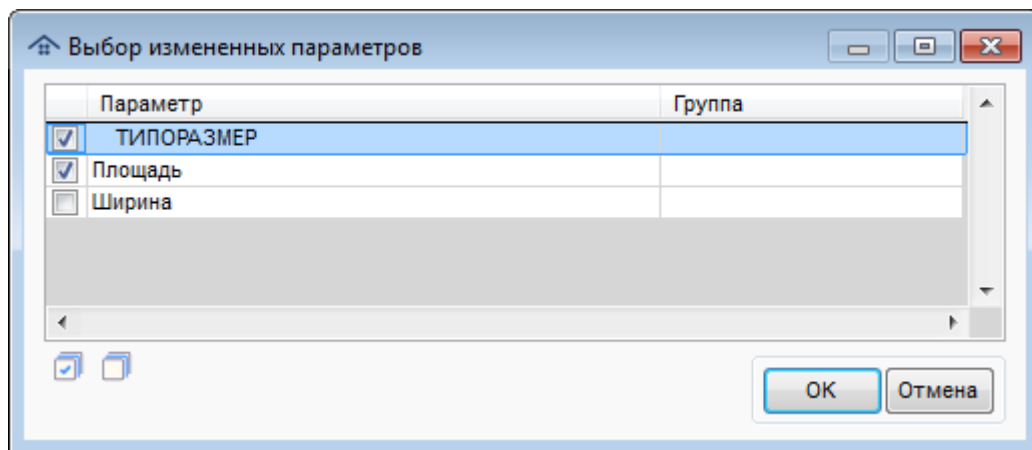 Выбор измененных параметров
Параметр Группа
ТИПОРАЗМЕР
Площадь
Ширина
OK Отмена